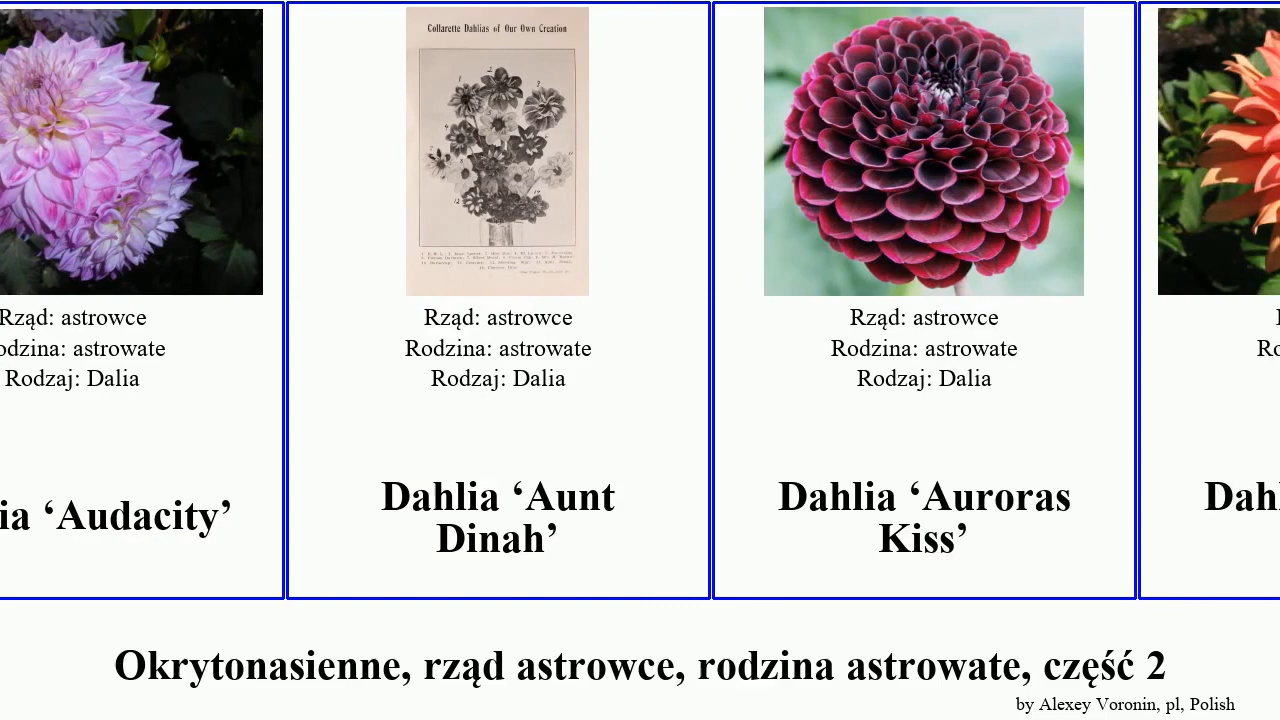 Collarette Dahlias of Our Own Creation
Rząd: astrowce
odzina: astrowate
Rodzaj: Dalia
ia ‘Audacity’
Rząd: astrowce
Rodzina: astrowate
Rodzaj: Dalia
Dahlia ‘Aunt
Dinah’
Rząd: astrowce
Rodzina: astrowate
Rodzaj: Dalia
Dahlia ‘Auroras
Kiss’
Ro
Dahl
Okrytonasienne, rząd astrowce, rodzina astrowate, część 2
by Alexey Voronin, pl, Polish